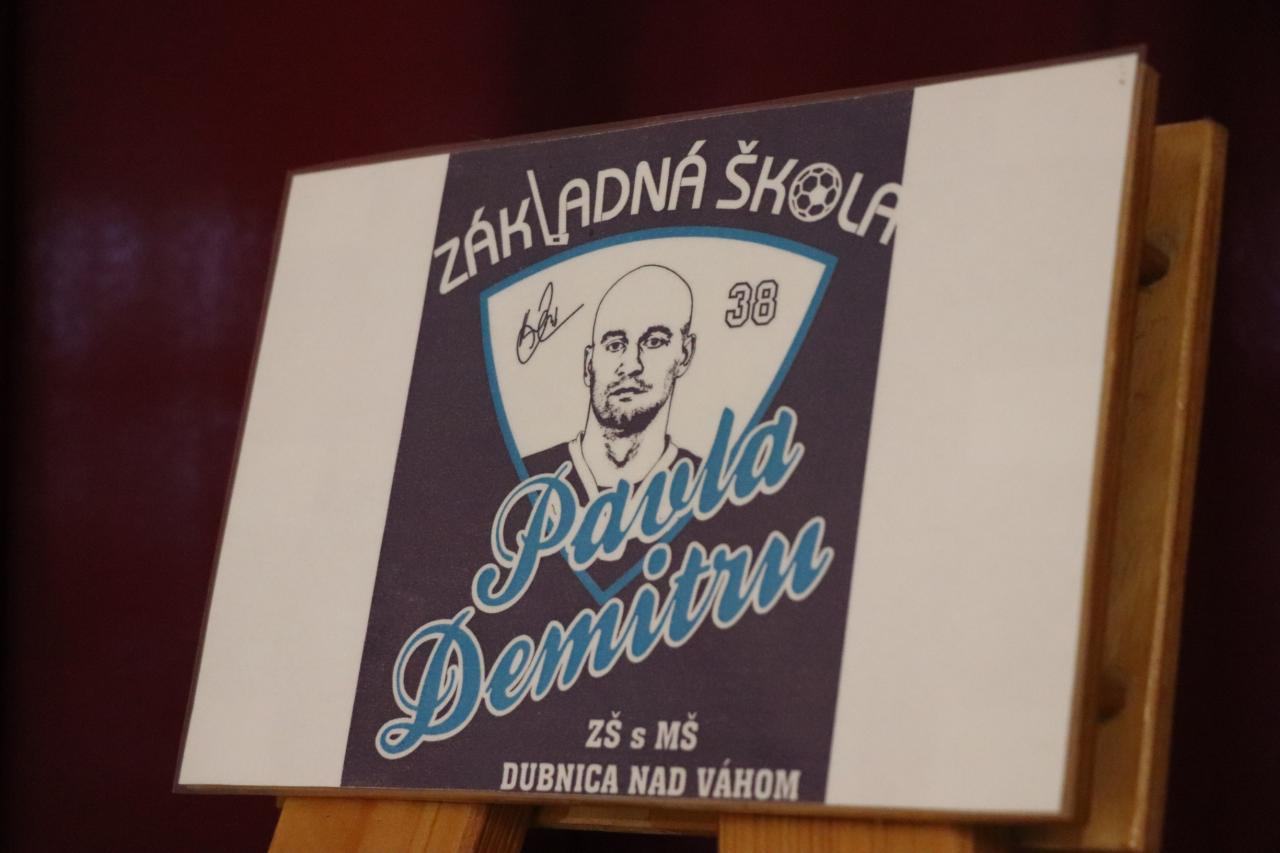 ZÁKLADNÁ ŠKOLA
38
Pavla
Demitru
ZŠ s MŠ
DUBNICA NAD VÁHOM